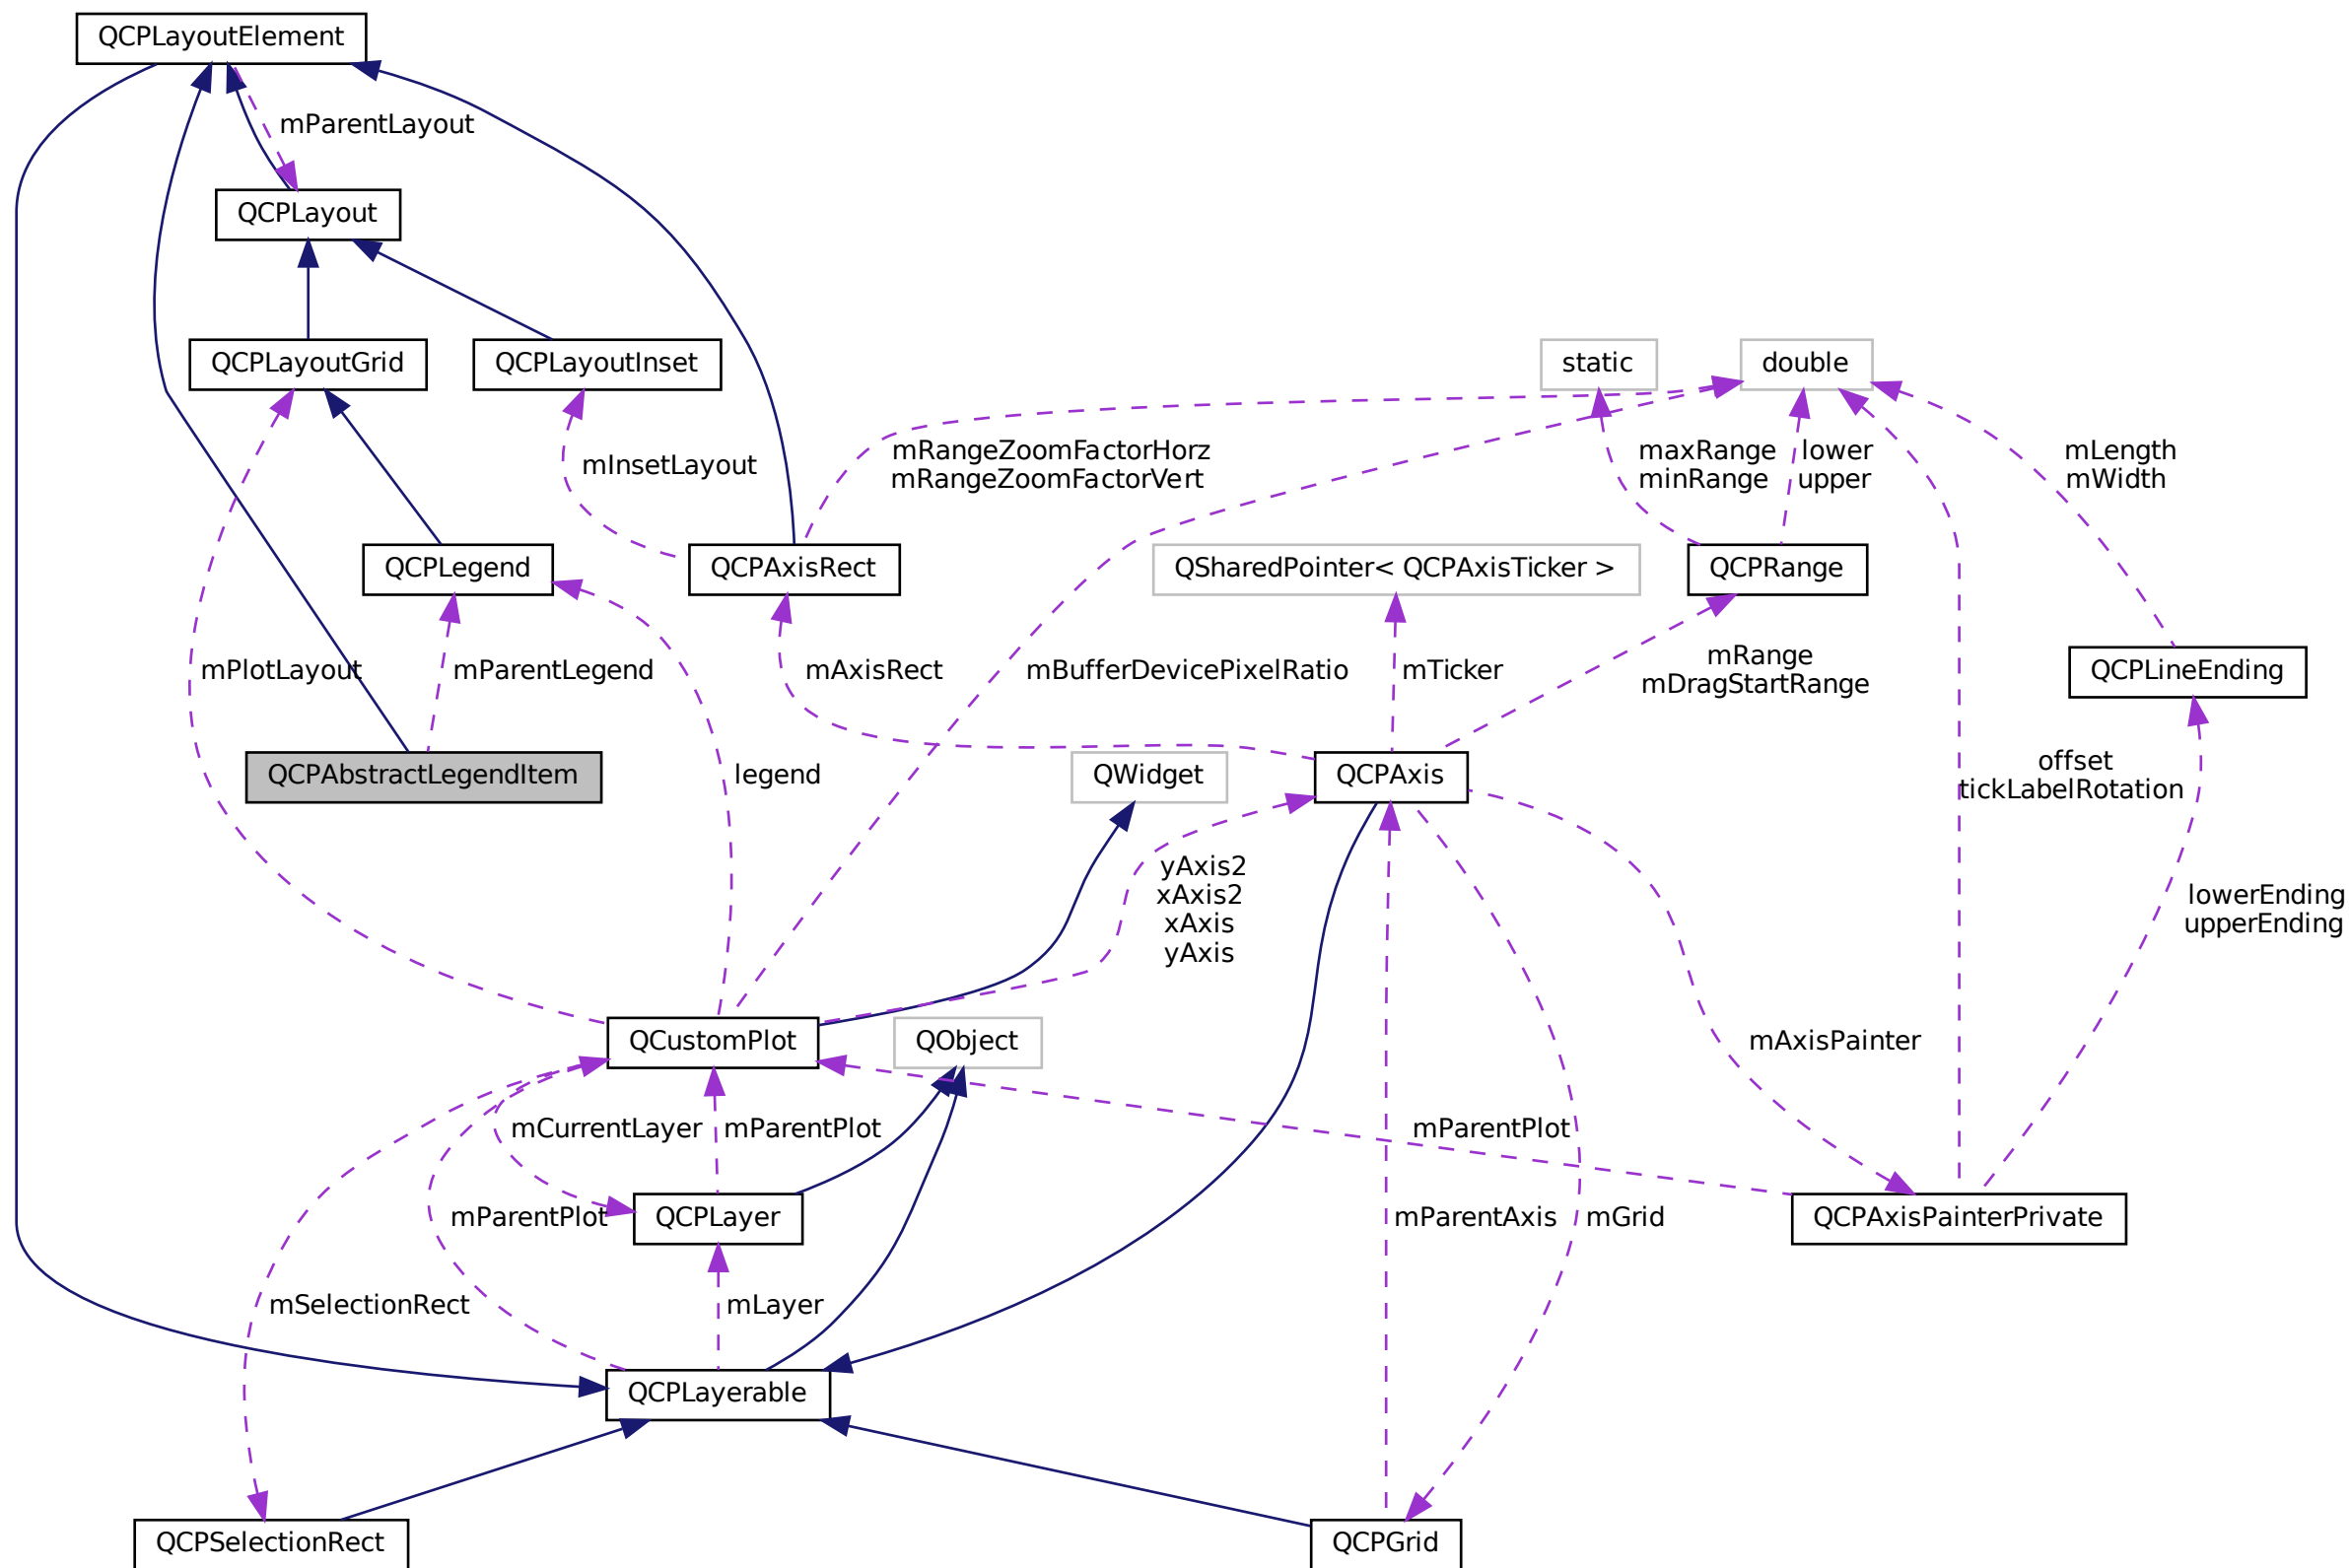 QCPLayoutElement
mParentLayout
QCPLayout
QCPLayoutGrid
QCPLayoutInset
static
double
mInsetLayout
mRangeZoomFactorHorz
mRangeZoomFactorVert
maxRange
minRange
lower
upper
mLength
mWidth
QCPLegend
QCPAxisRect
QSharedPointer< QCPAxisTicker >
QCPRange
mPlotLayout
mParentLegend
mAxisRect
mBufferDevicePixelRatio
mTicker
mRange
mDragStartRange
QCPLineEnding
QCPAbstractLegendItem
legend
QWidget
QCPAxis
offset
tickLabelRotation
yAxis2
xAxis2
xAxis
yAxis
lowerEnding
upperEnding
QCustomPlot
QObject
mAxisPainter
mCurrentLayer
mParentPlot
mParentPlot
mParentPlot
QCPLayer
mParentAxis
mGrid
QCPAxisPainterPrivate
mSelectionRect
mLayer
QCPLayerable
QCPSelectionRect
QCPGrid